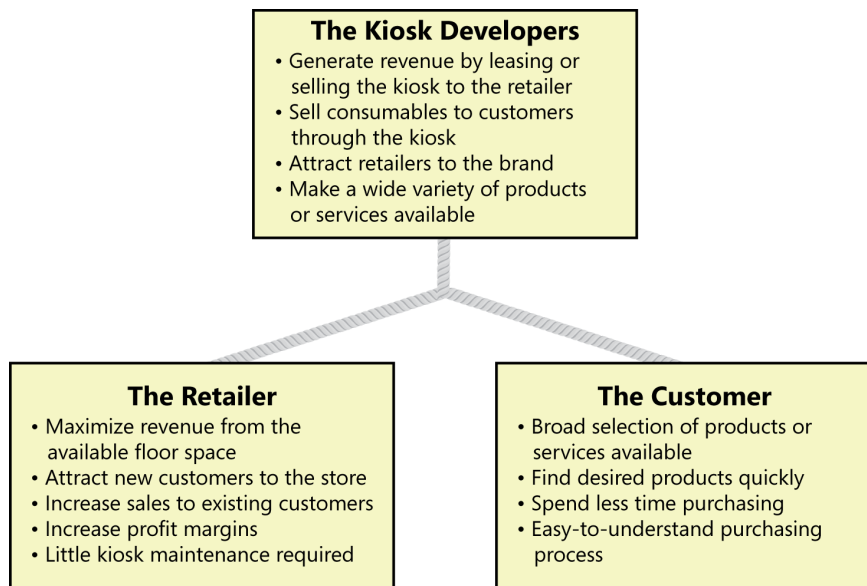 The Kiosk Developers
• Generate revenue by leasing or
selling the kiosk to the retailer
• Sell consumables to customers
through the kiosk
• Attract retailers to the brand
• Make a wide variety of products
or services available
The Retailer
• Maximize revenue from the
available floor space
• Attract new customers to the store
• Increase sales to existing customers
• Increase profit margins
• Little kiosk maintenance required
The Customer
• Broad selection of products or
services available
• Find desired products quickly
• Spend less time purchasing
• Easy-to-understand purchasing
process